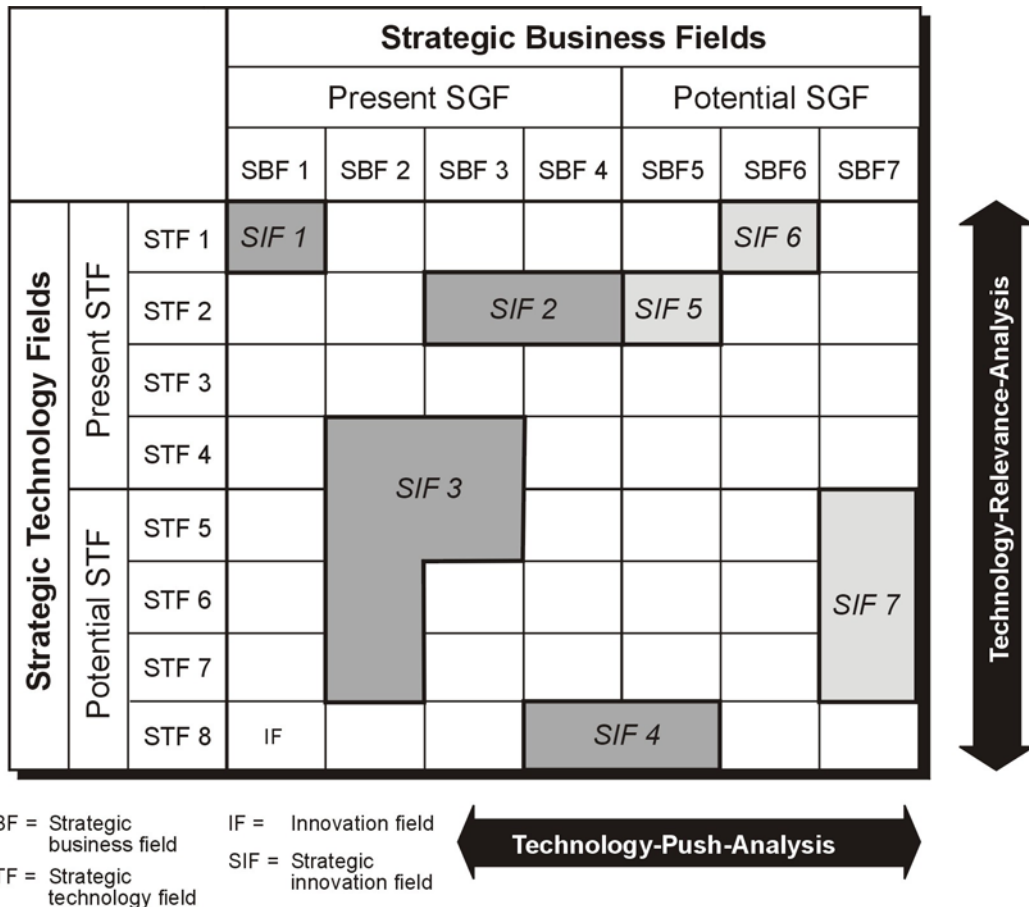 Strategic Business Fields
Present SGF Potential SGF
SBF 1 SBF 2 SBF 3 SBF 4 SBF5 SBF6 SBF7
Strategic Technology Fields
Present STF
STF 1 SIF 1 SIF 6
STF 2 SIF 2 SIF 5
STF 3
STF 4
SIF 3
Potential STF
STF 5
STF 6 SIF 7
STF 7
STF 8 IF SIF 4
Technology-Relevance-Analysis
BF = Strategic
business field
TF = Strategic
technology field
IF = Innovation field
SIF = Strategic
innovation field
Technology-Push-Analysis